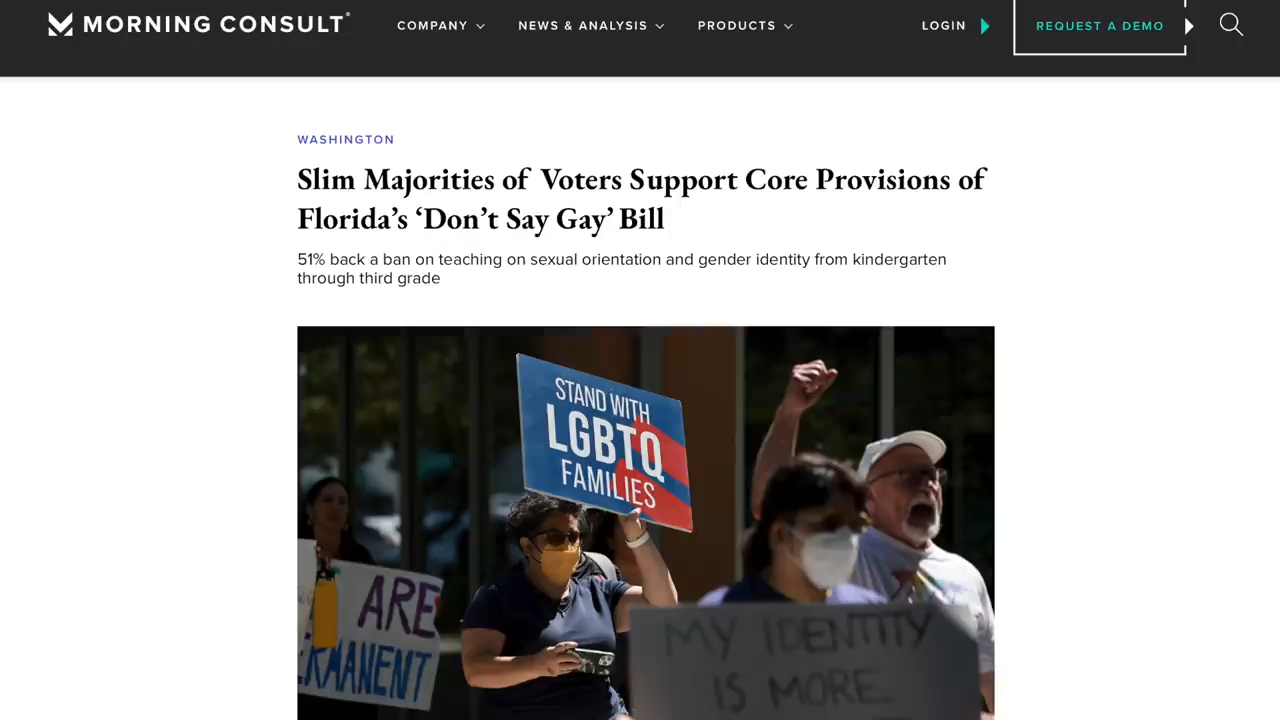 MORNING CONSULT®
COMPANY
NEWS & ANALYSIS
PRODUCTS
LOGIN
REQUEST A DEMO
WASHINGTON
Slim Majorities of Voters Support Core Provisions of
Florida's ‘Don't Say Gay’ Bill
51% back a ban on teaching on sexual orientation and gender identity from kindergarten
through third grade
STAND WITH
LGBTQ
FAMILIES
ARE
RMANENT
MY IDENTITY
IS MORE